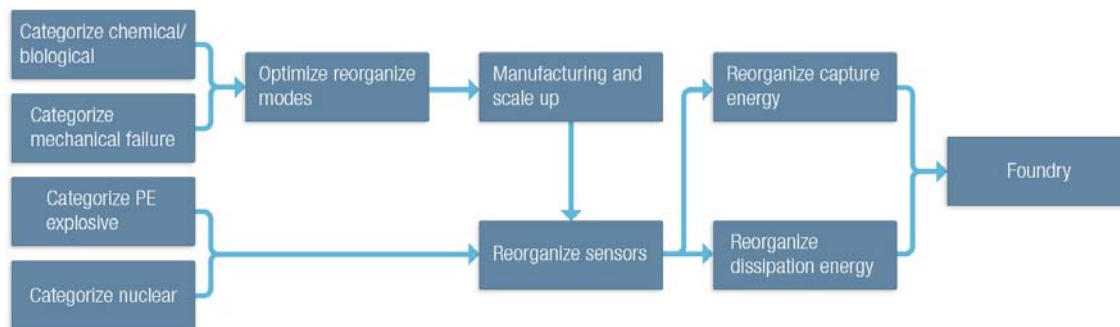 Categorize chemical/
biological
Categorize
mechanical failure
Categorize PE
explosive
Categorize nuclear
Optimize reorganize
modes
Manufacturing and
scale up
Reorganize sensors
Reorganize capture
energy
Reorganize
dissipation energy
Foundry